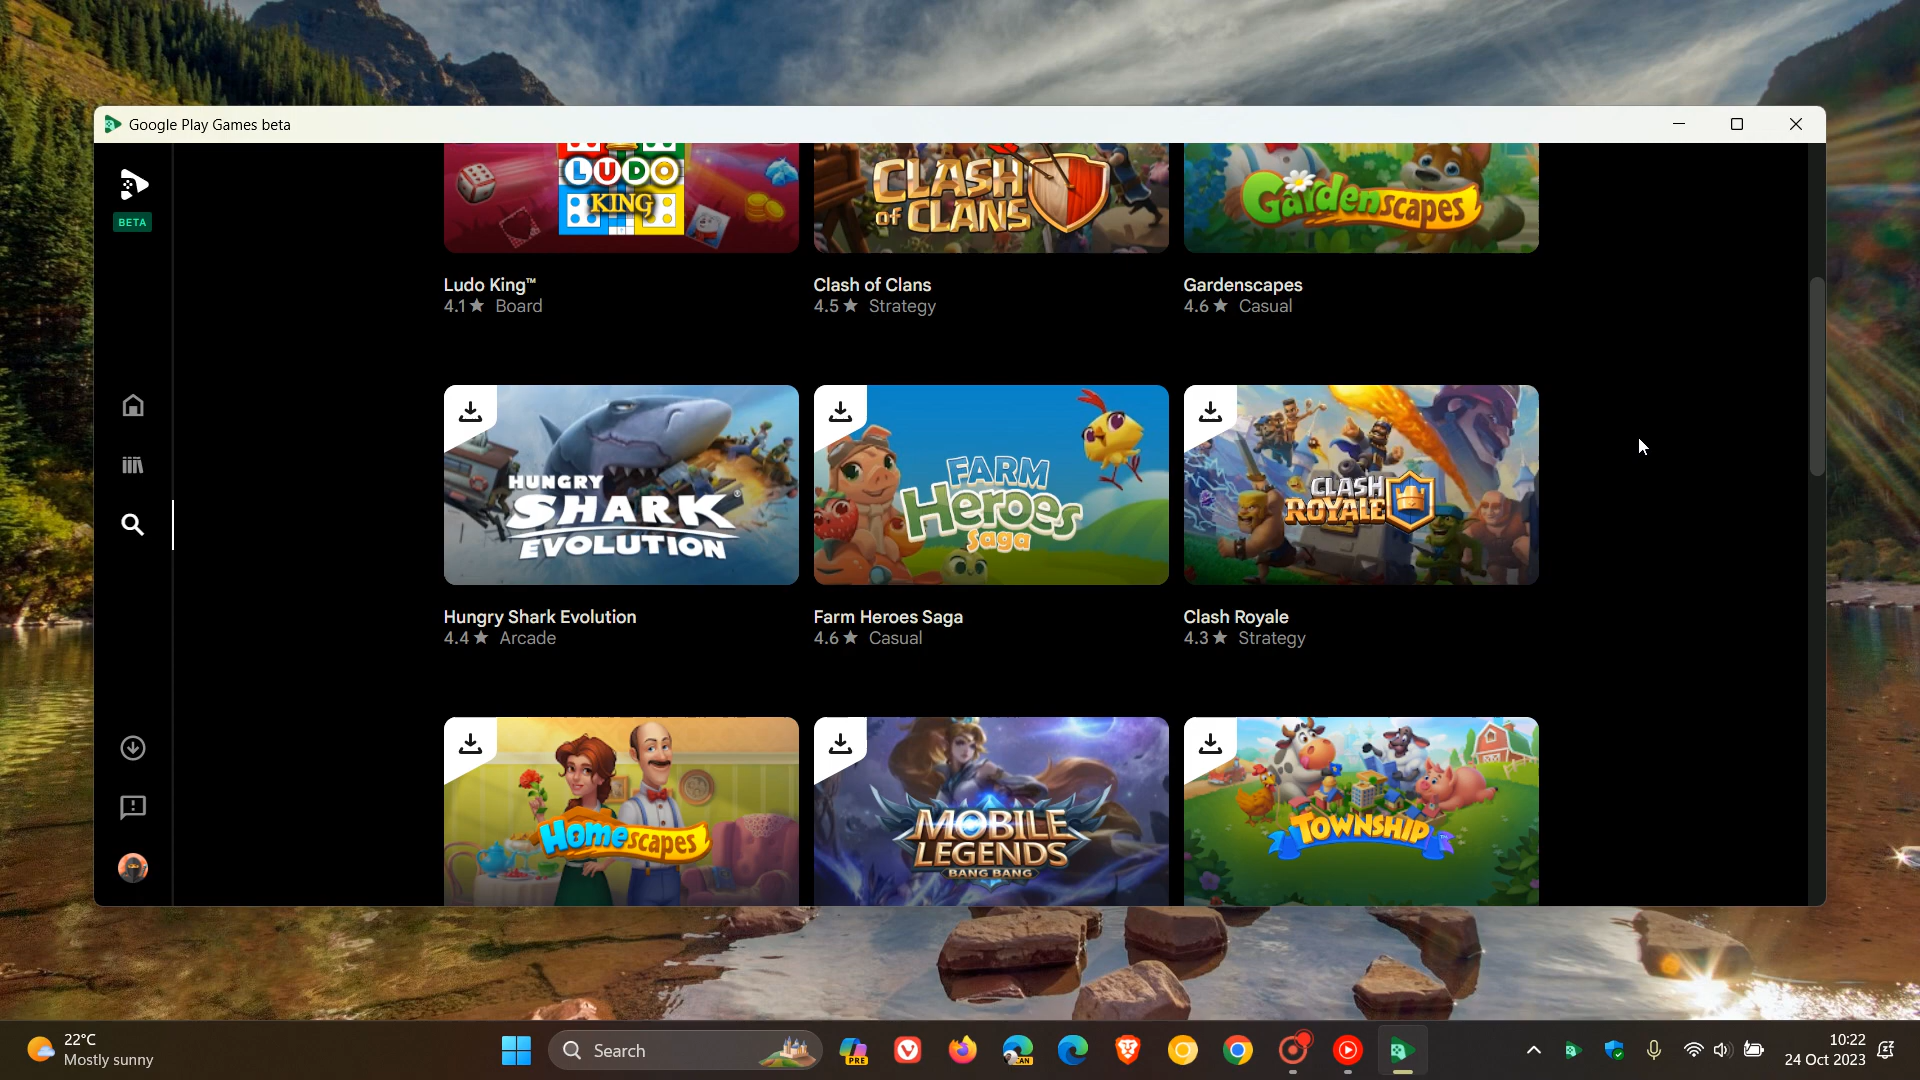 Google Play Games beta
BETA
LUDO
KING
CLASH
of CLANS
Gardenscapes
Ludo King™
4.1★ Board
Clash of Clans
4.5★ Strategy
Gardenscapes
4.6★ Casual
HUNGRY
SHARK®
EVOLUTION
FARM
Heroes
Saga
CLASH
ROYALE
Hungry Shark Evolution
4.4★ Arcade
Farm Heroes Saga
4.6★ Casual
Clash Royale
4.3★ Strategy
Homescapes
MOBILE
LEGENDS
BANG BANG
TOWNSHIP
22°C
Mostly sunny
Search
PRE
CAN
10:22
24 Oct 2023